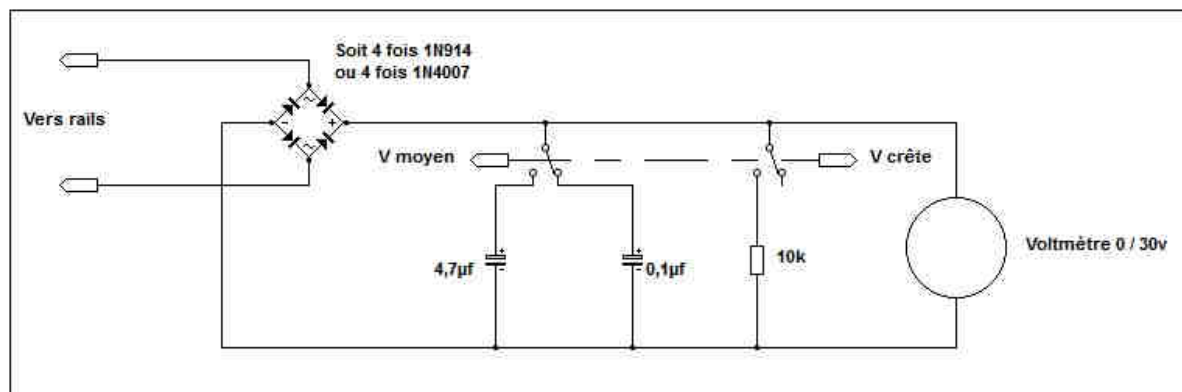 Soit 4 fois 1N914
ou 4 fois 1N4007
Vers rails
~
- +
~
V moyen
V crête
+
-
4,7µf
+
-
0,1µf
10k
Voltmètre 0 / 30v